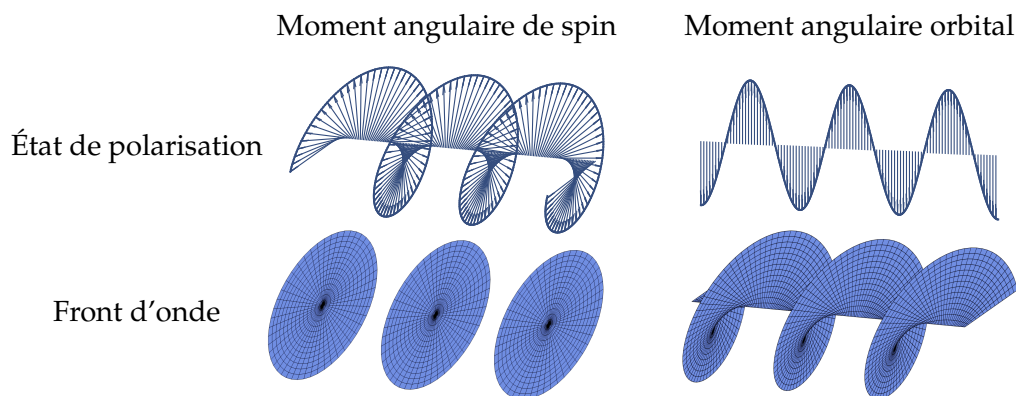 Moment angulaire de spin
Moment angulaire orbital
État de polarisation
Front d’onde